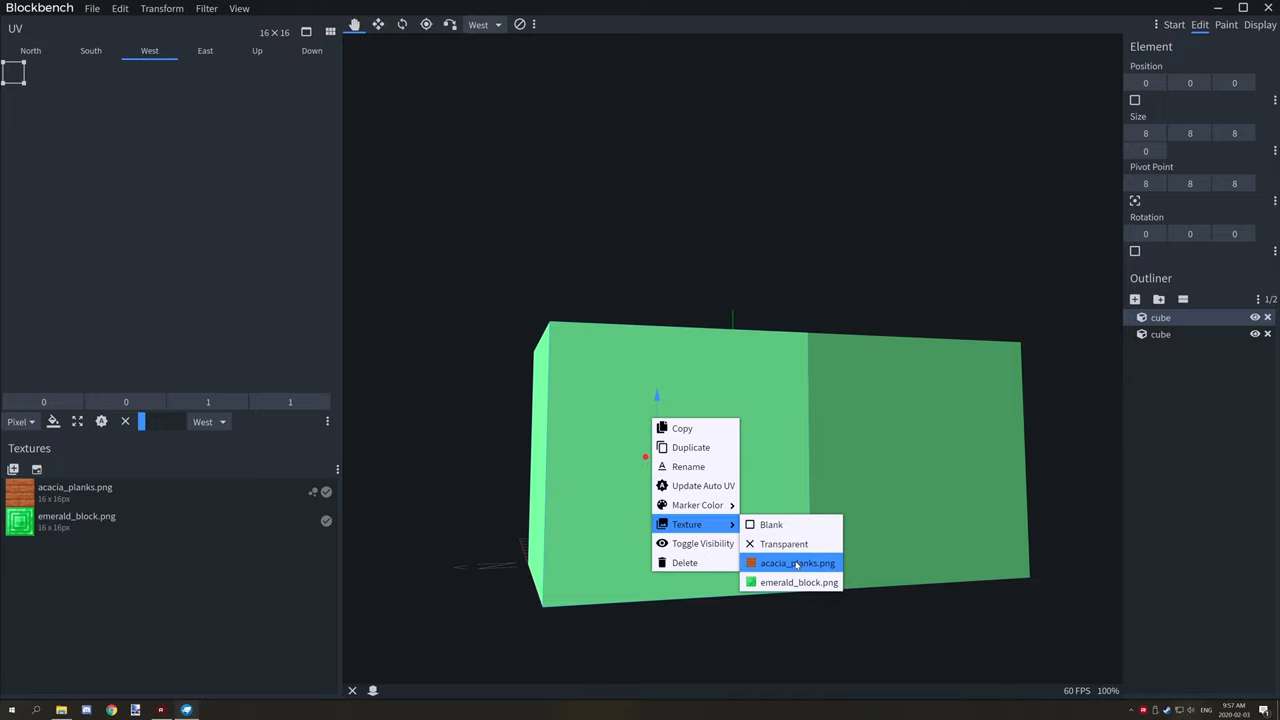 Blockbench File Edit Transform Filter View
UV
16 × 16
North South West East Up Down
0 0 1 1
Pixel West
Textures
acacia_planks.png
16 x 16px
emerald_block.png
16 x 16px
West
Copy
Duplicate
Rename
Update Auto UV
Marker Color
Texture
Toggle Visibility
Delete
Blank
Transparent
acacia_planks.png
emerald_block.png
60 FPS 100%
Start Edit Paint Display
Element
Position
0 0 0
Size
8 8 8
0
Pivot Point
8 8 8
Rotation
0 0 0
Outliner
1/2
cube
cube
ENG
9:57 AM
2020-02-03